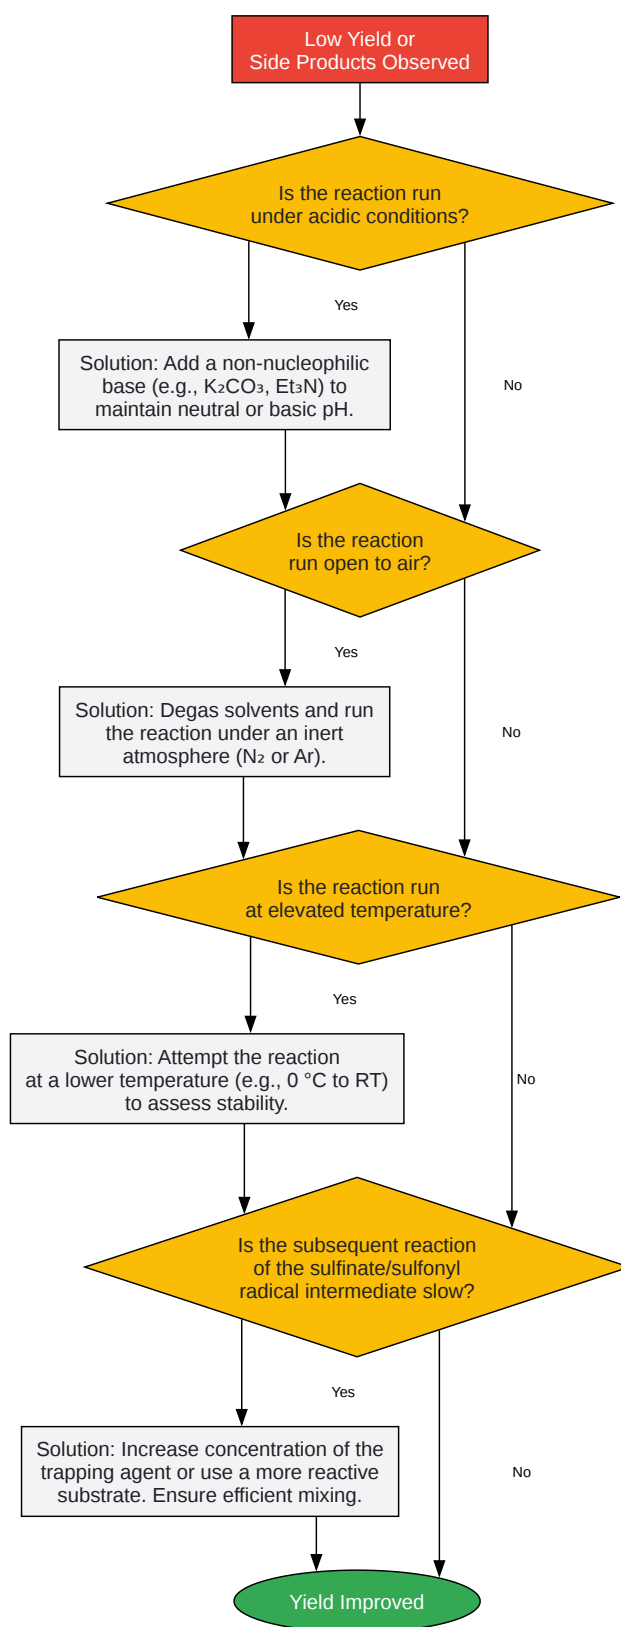 Low Yield or
Side Products Observed
Is the reaction run
under acidic conditions?
Yes
Solution: Add a non-nucleophilic
base (e.g., K₂CO₃, Et₃N) to
maintain neutral or basic pH.
No
Is the reaction
run open to air?
Yes
Solution: Degas solvents and run
the reaction under an inert
atmosphere (N₂ or Ar).
No
Is the reaction run
at elevated temperature?
Yes
Solution: Attempt the reaction
at a lower temperature (e.g., 0 °C to RT)
to assess stability.
No
Is the subsequent reaction
of the sulfinate/sulfonyl
radical intermediate slow?
Yes
Solution: Increase concentration of the
trapping agent or use a more reactive
substrate. Ensure efficient mixing.
No
Yield Improved